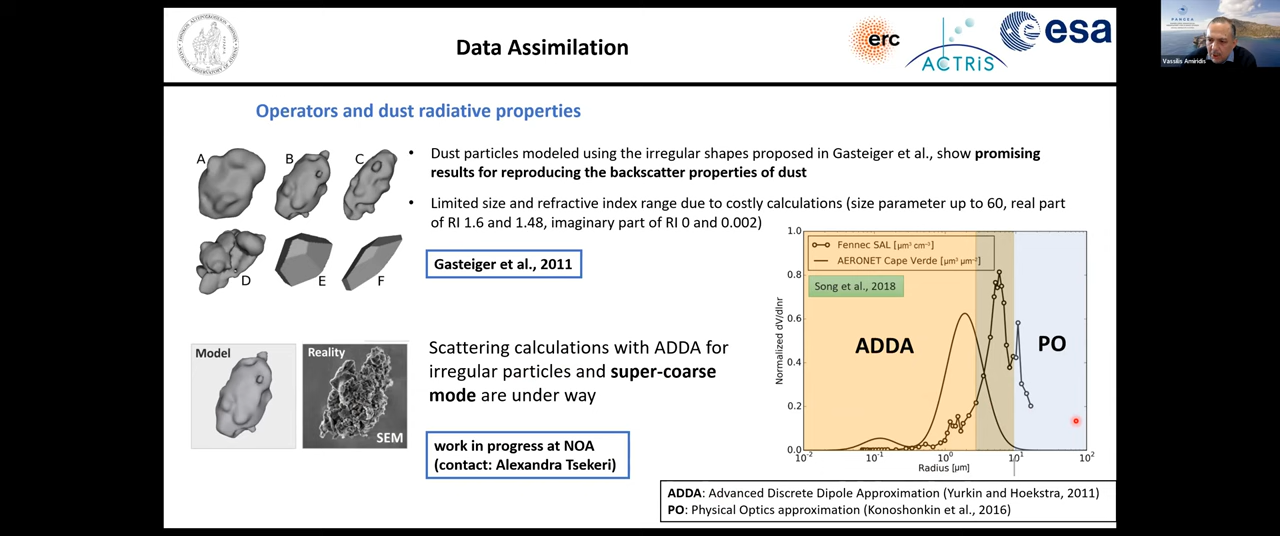 Data Assimilation
erc
ACTRiS
esa
PANGEA
Vassilis Amiridis
Operators and dust radiative properties
A
B
C
D
E
F
• Dust particles modeled using the irregular shapes proposed in Gasteiger et al., show promising
results for reproducing the backscatter properties of dust
• Limited size and refractive index range due to costly calculations (size parameter up to 60, real part
of RI 1.6 and 1.48, imaginary part of RI 0 and 0.002)
Gasteiger et al., 2011
Model
Reality
SEM
Scattering calculations with ADDA for
irregular particles and super-coarse
mode are under way
work in progress at NOA
(contact: Alexandra Tsekeri)
Fennec SAL [µm³ cm⁻³]
AERONET Cape Verde [µm³ µm⁻²]
Song et al., 2018
ADDA
PO
Normalized dV/dlnr
1.0
0.8
0.6
0.4
0.2
0.0
10⁻² 10⁻¹ 10⁰ 10¹ 10²
Radius [µm]
ADDA: Advanced Discrete Dipole Approximation (Yurkin and Hoekstra, 2011)
PO: Physical Optics approximation (Konoshonkin et al., 2016)